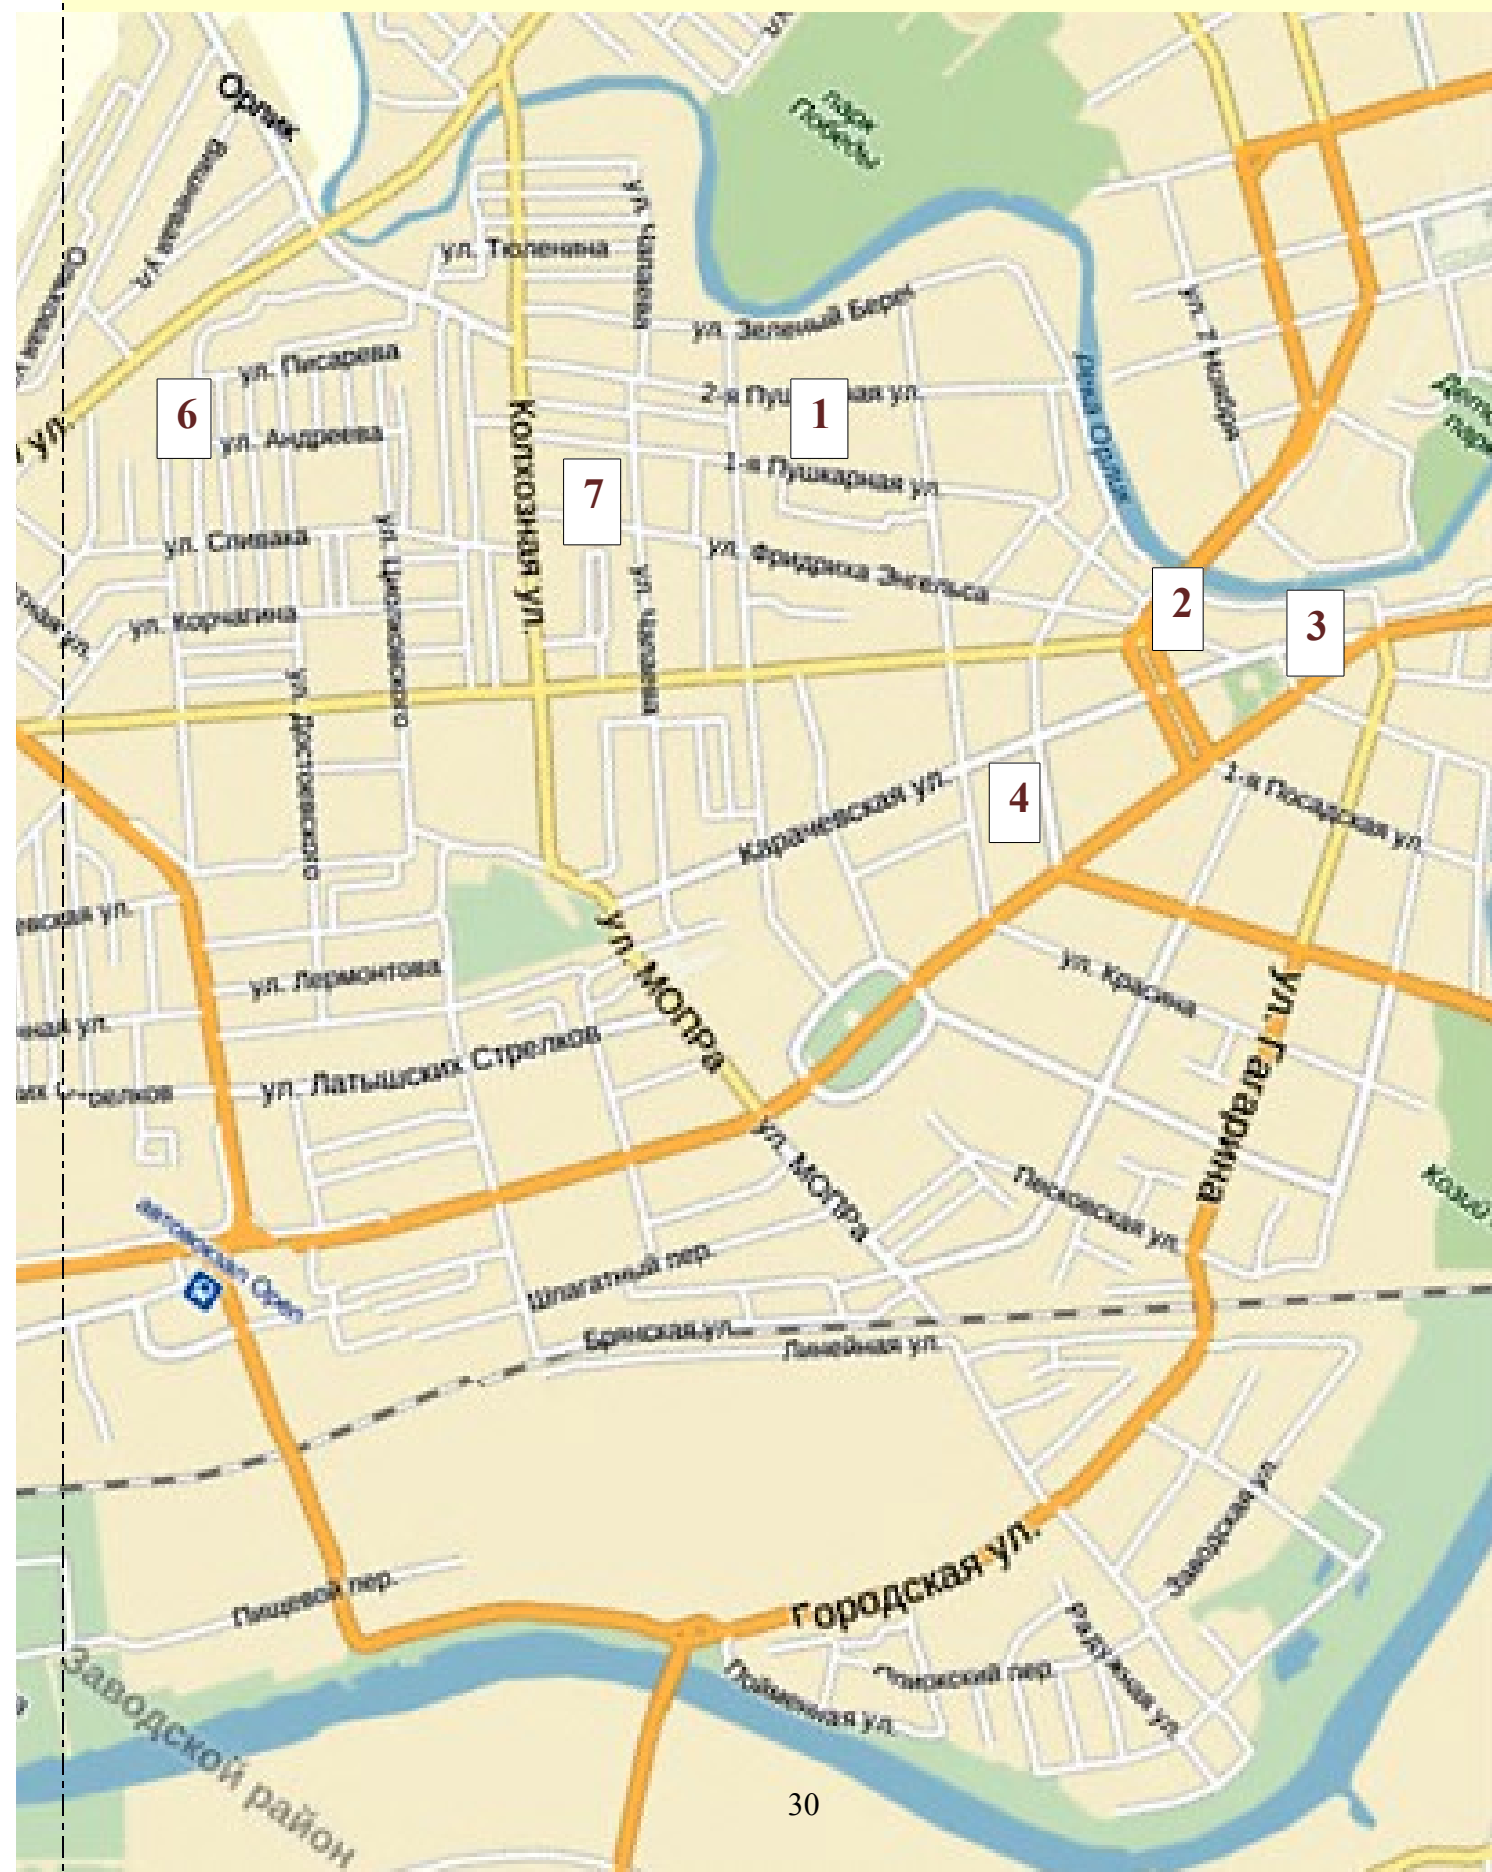 Орлик
парк
Победы
Вишневая ул.
ул. Чапаева
ул. Тюленина
ул. Зеленый Берег
ул. 7 Ноября
ул. Писарева
2-я Пушкарная ул.
река Орлик
6
1
ул.
ул. Андреева
Колхозная ул.
1-я Пушкарная ул.
7
ул. Спивака
ул. Циолковского
ул. Фридриха Энгельса
ул. Чапаева
2
3
ул. Корчагина
ул. Достоевского
Карачевская ул.
4
1-я Посадская ул.
ул. МОПРа
ул. Лермонтова
ул. Красина
ул. Гагарина
ул. Латышских Стрелков
ул. МОПРа
Песковская ул.
автовокзал Орел
Шпагатный пер.
Брянская ул.
Линейная ул.
Заводская ул.
Городская ул.
Пищевой пер.
Радужная ул.
Пойменная ул.
Заводской район
30